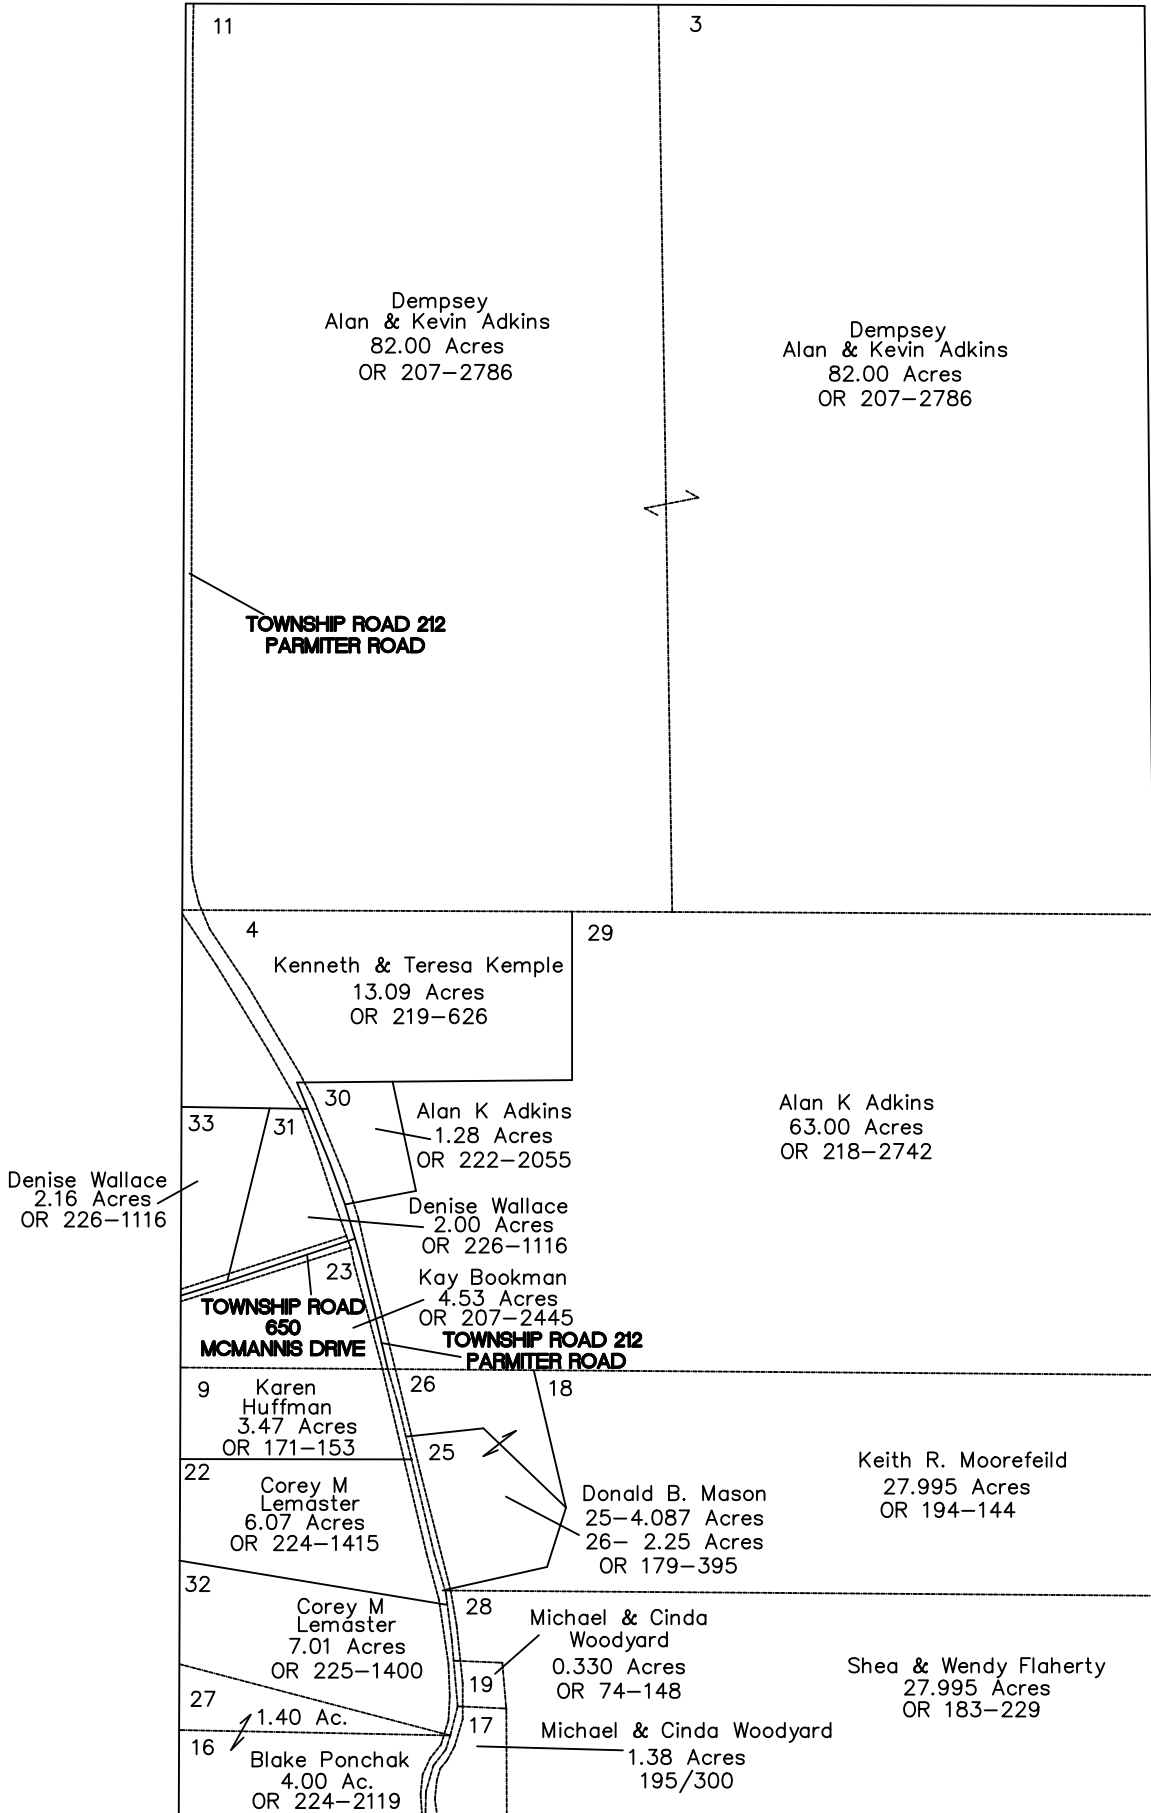 11
3
Dempsey
Alan & Kevin Adkins
82.00 Acres
OR 207-2786
Dempsey
Alan & Kevin Adkins
82.00 Acres
OR 207-2786
TOWNSHIP ROAD 212
PARMITER ROAD
4
29
Kenneth & Teresa Kemple
13.09 Acres
OR 219-626
30
Alan K Adkins
1.28 Acres
OR 222-2055
Alan K Adkins
63.00 Acres
OR 218-2742
33
31
Denise Wallace
2.16 Acres
OR 226-1116
Denise Wallace
2.00 Acres
OR 226-1116
23
Kay Bookman
4.53 Acres
OR 207-2445
TOWNSHIP ROAD
650
MCMANNIS DRIVE
TOWNSHIP ROAD 212
PARMITER ROAD
9
Karen
Huffman
3.47 Acres
OR 171-153
26
18
25
22
Corey M
Lemaster
6.07 Acres
OR 224-1415
Donald B. Mason
25-4.087 Acres
26- 2.25 Acres
OR 179-395
Keith R. Moorefeild
27.995 Acres
OR 194-144
32
Corey M
Lemaster
7.01 Acres
OR 225-1400
28
Michael & Cinda
Woodyard
0.330 Acres
OR 74-148
19
Shea & Wendy Flaherty
27.995 Acres
OR 183-229
27
1.40 Ac.
17
Michael & Cinda Woodyard
1.38 Acres
195/300
16
Blake Ponchak
4.00 Ac.
OR 224-2119